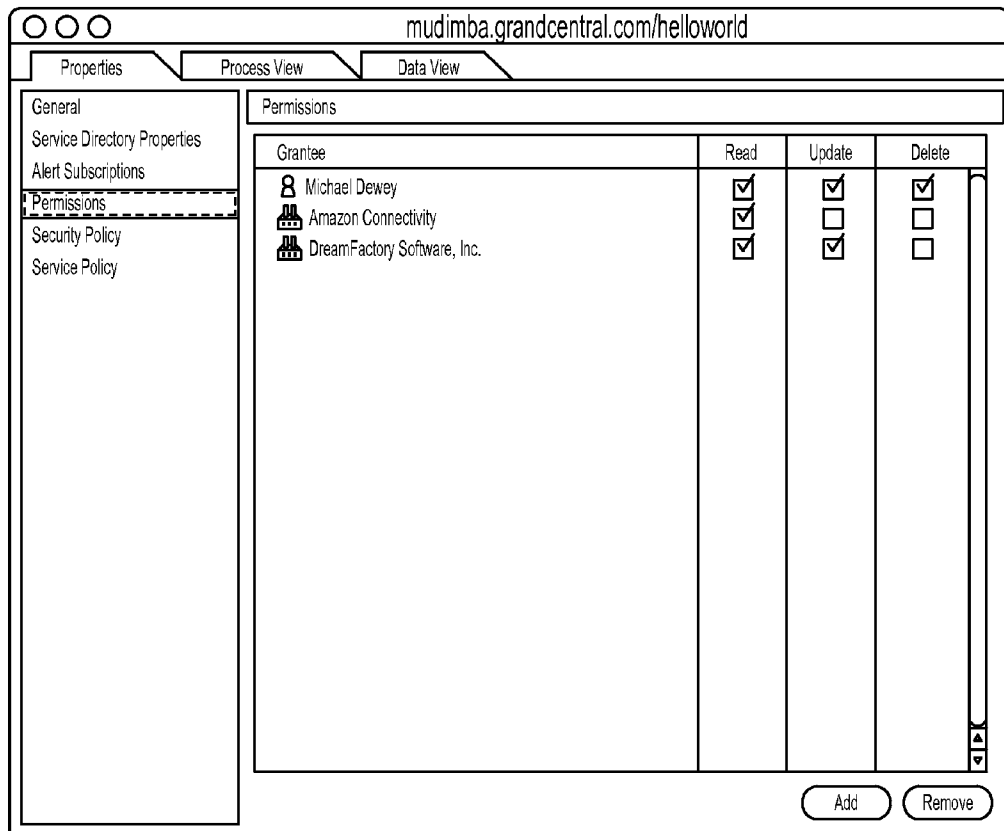 mudimba.grandcentral.com/helloworld
Properties Process View Data View
General
Service Directory Properties
Alert Subscriptions
Permissions
Security Policy
Service Policy
Permissions
Grantee Read Update Delete
Michael Dewey
Amazon Connectivity
DreamFactory Software, Inc.
Add Remove